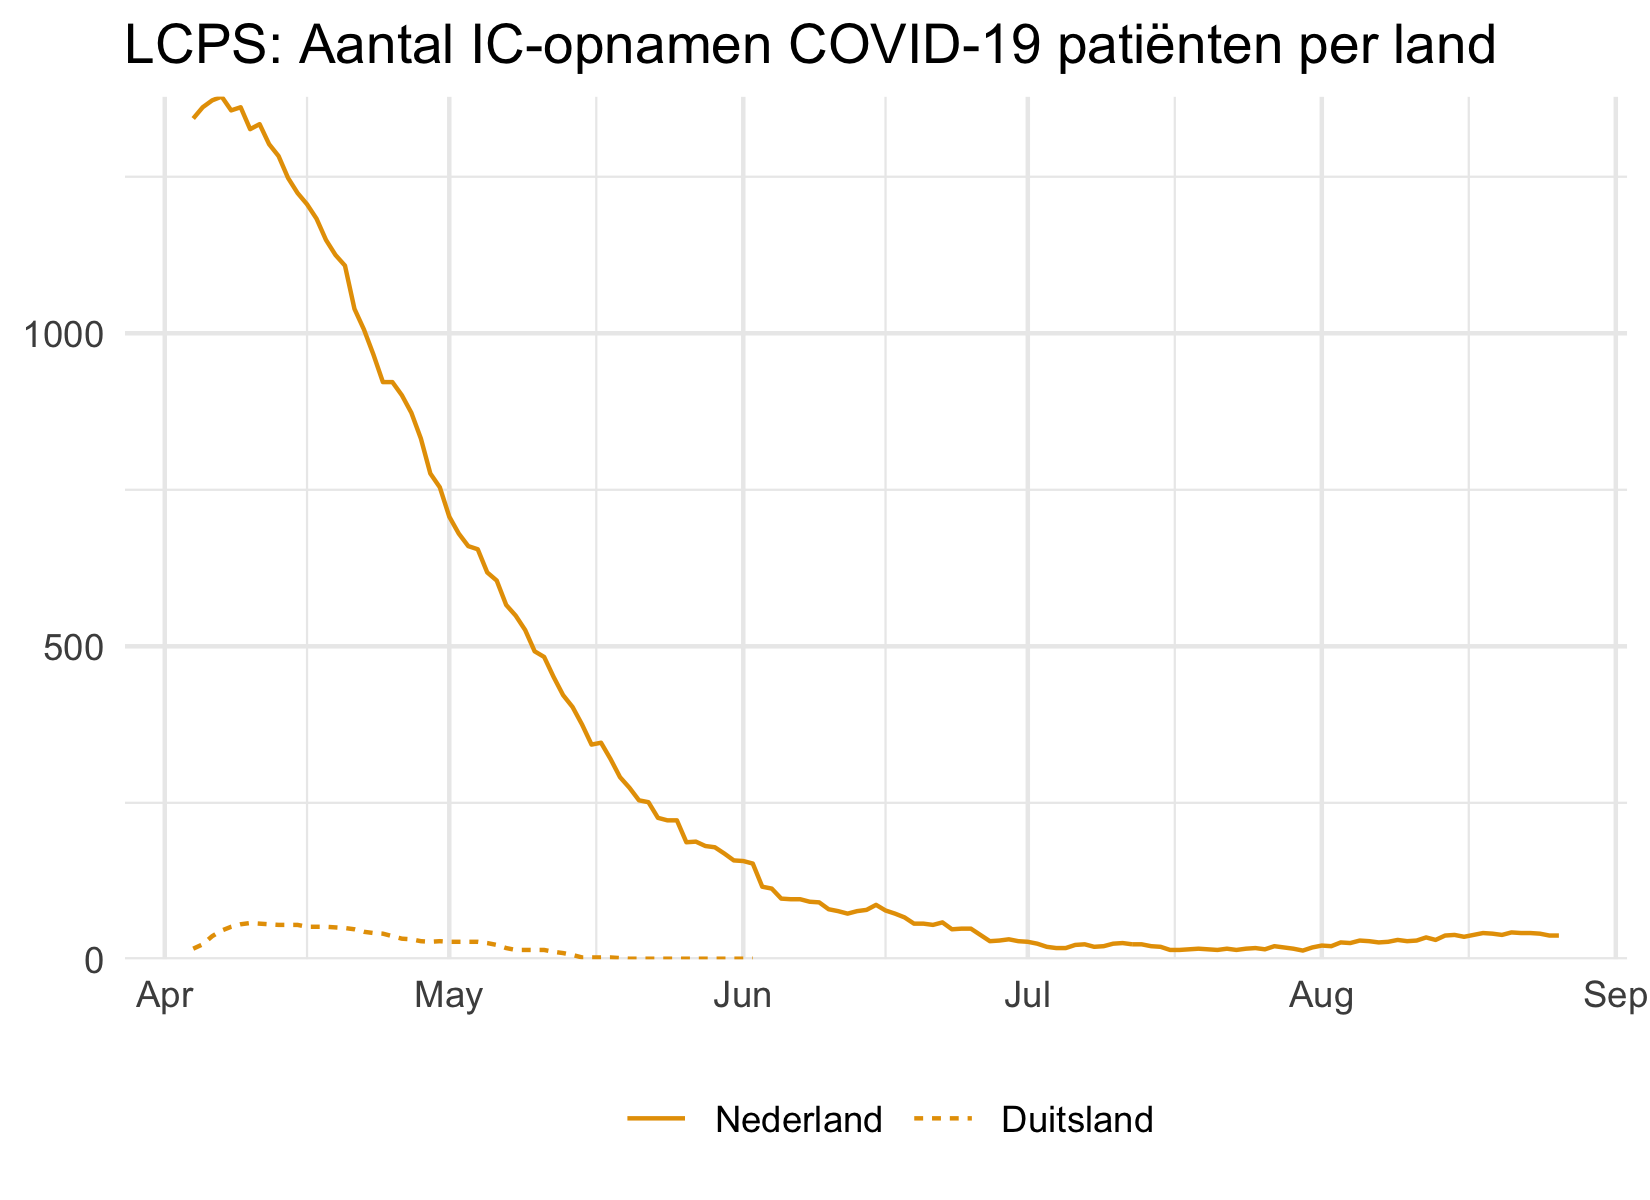 LCPS: Aantal IC-opnamen COVID-19 patiënten per land
1000
500
0
Apr May Jun Jul Aug Sep
Nederland Duitsland